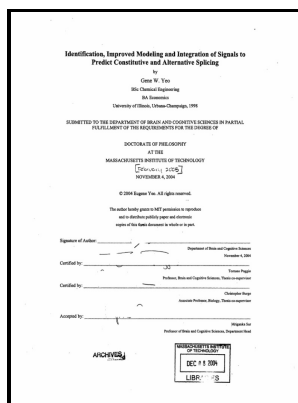 Identification, Improved Modeling and Integration of Signals to
Predict Constitutive and Alternative Splicing
by
Gene W. Yeo
BSc Chemical Engineering
BA Economics
University of Illinois, Urbana-Champaign, 1998
SUBMITTED TO THE DEPARTMENT OF BRAIN AND COGNITIVE SCIENCES IN PARTIAL
FULFILLMENT OF THE REQUIREMENTS FOR THE DEGREE OF
DOCTORATE OF PHILOSOPHY
AT THE
MASSACHUSETTS INSTITUTE OF TECHNOLOGY
[February 2005]
NOVEMBER 4, 2004
© 2004 Eugene Yeo. All rights reserved.
The author hereby grants to MIT permission to reproduce
and to distribute publicly paper and electronic
copies of this thesis document in whole or in part.
Signature of Author:
Department of Brain and Cognitive Sciences
November 4, 2004
Certified by:
Tomaso Poggio
Professor, Brain and Cognitive Sciences, Thesis co-supervisor
Certified by:
Christopher Burge
Associate Professor, Biology, Thesis co-supervisor
Accepted by:
Mriganka Sur
Professor of Brain and Cognitive Sciences, Department Head
ARCHIVES
MASSACHUSETTS INSTITUTE
OF TECHNOLOGY
DEC 8 2004